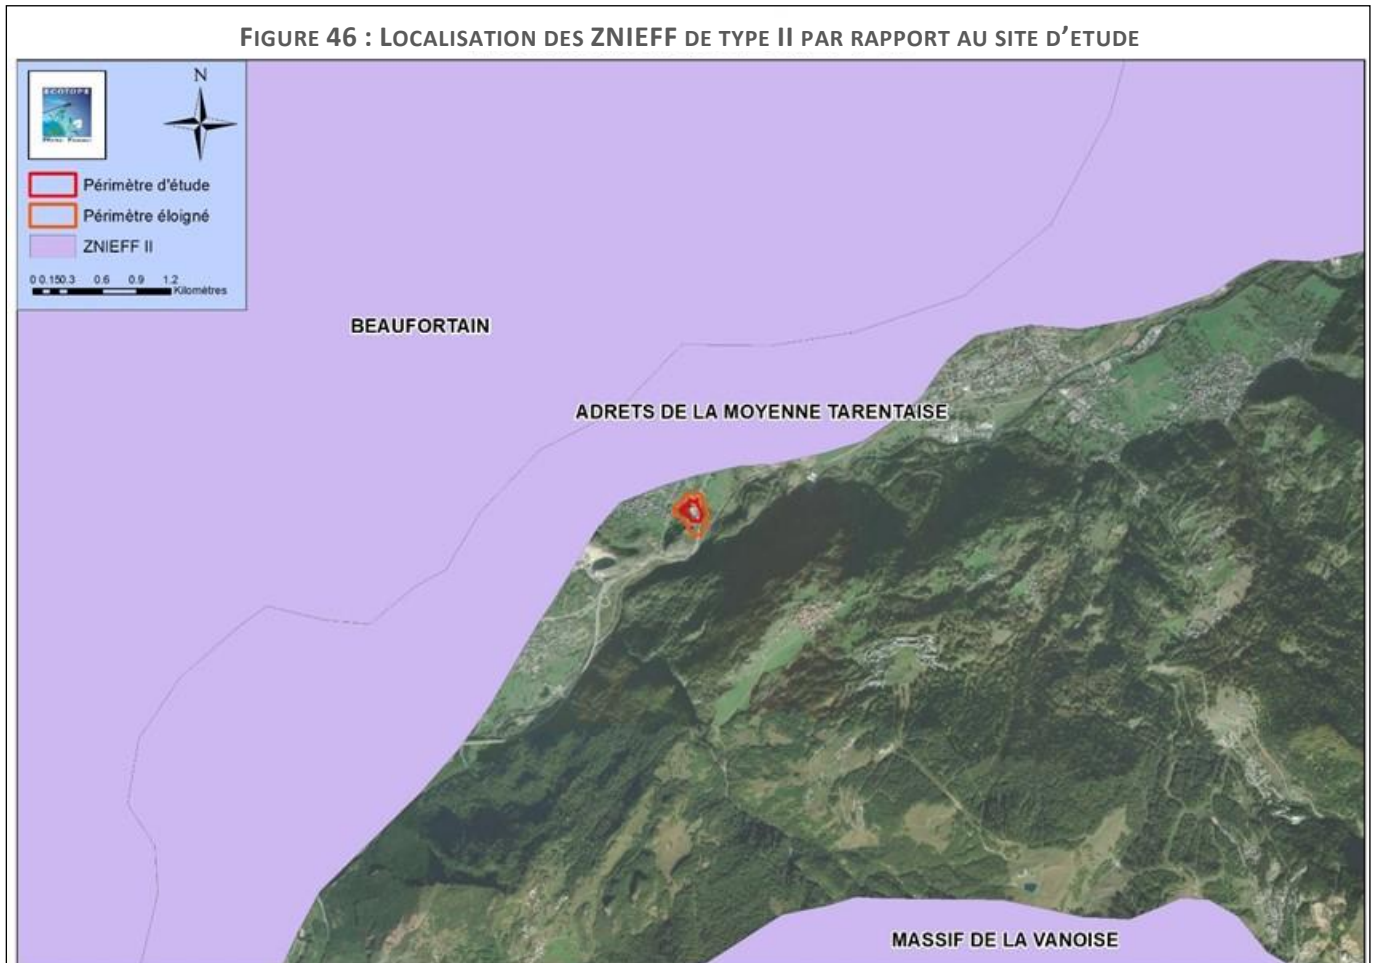 FIGURE 46 : LOCALISATION DES ZNIEFF DE TYPE II PAR RAPPORT AU SITE D'ETUDE
ECOTOPE
N
Périmètre d'étude
Périmètre éloigné
ZNIEFF II
0 0.150.3 0.6 0.9 1.2
Kilomètres
BEAUFORTAIN
ADRETS DE LA MOYENNE TARENTAISE
MASSIF DE LA VANOISE